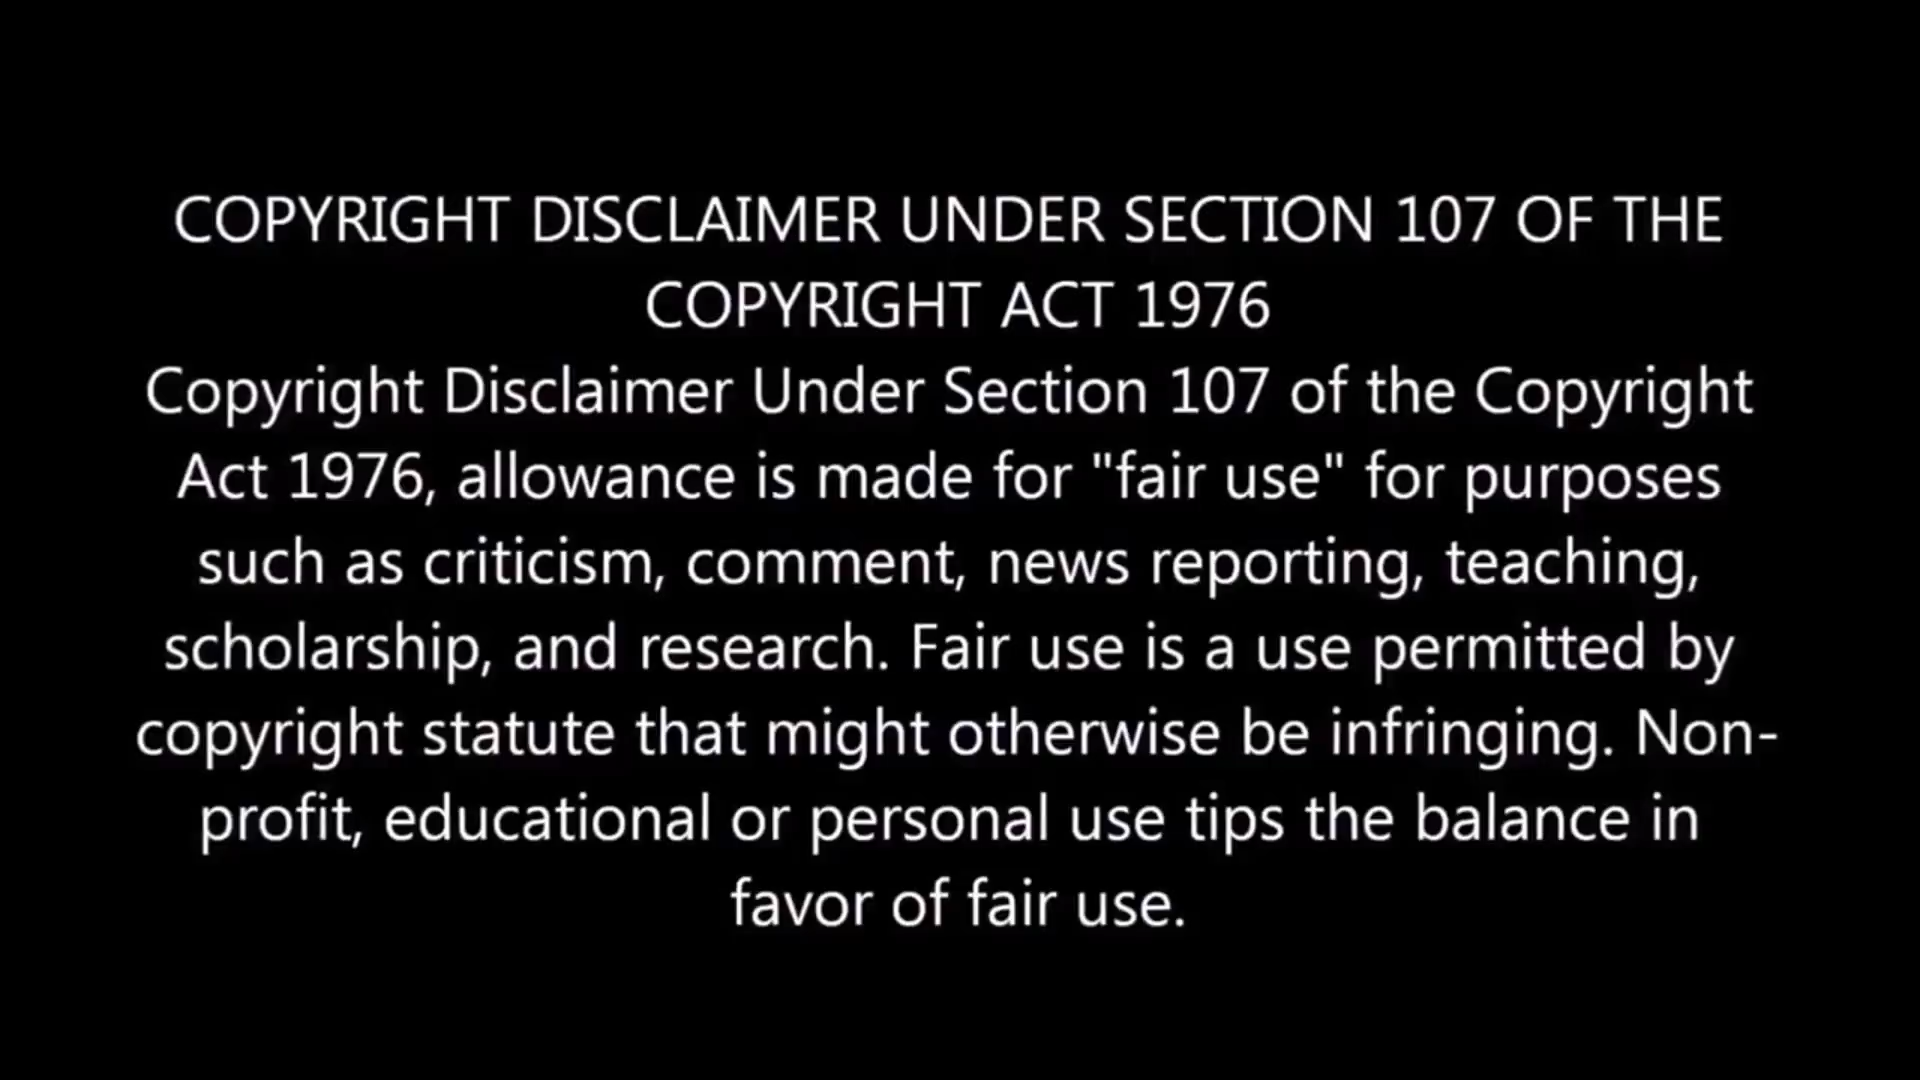 COPYRIGHT DISCLAIMER UNDER SECTION 107 OF THE
COPYRIGHT ACT 1976
Copyright Disclaimer Under Section 107 of the Copyright
Act 1976, allowance is made for "fair use" for purposes
such as criticism, comment, news reporting, teaching,
scholarship, and research. Fair use is a use permitted by
copyright statute that might otherwise be infringing. Non-
profit, educational or personal use tips the balance in
favor of fair use.